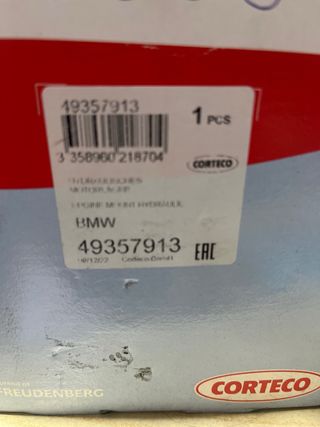 49357913
1 PCS
3 358960 218704
CORTECO
HYDRAULISCHES
MOTORLAGER
ENGINE MOUNT HYDRAULIC
BMW
49357913
EAC
Corteco GmbH
FREUDENBERG
CORTECO